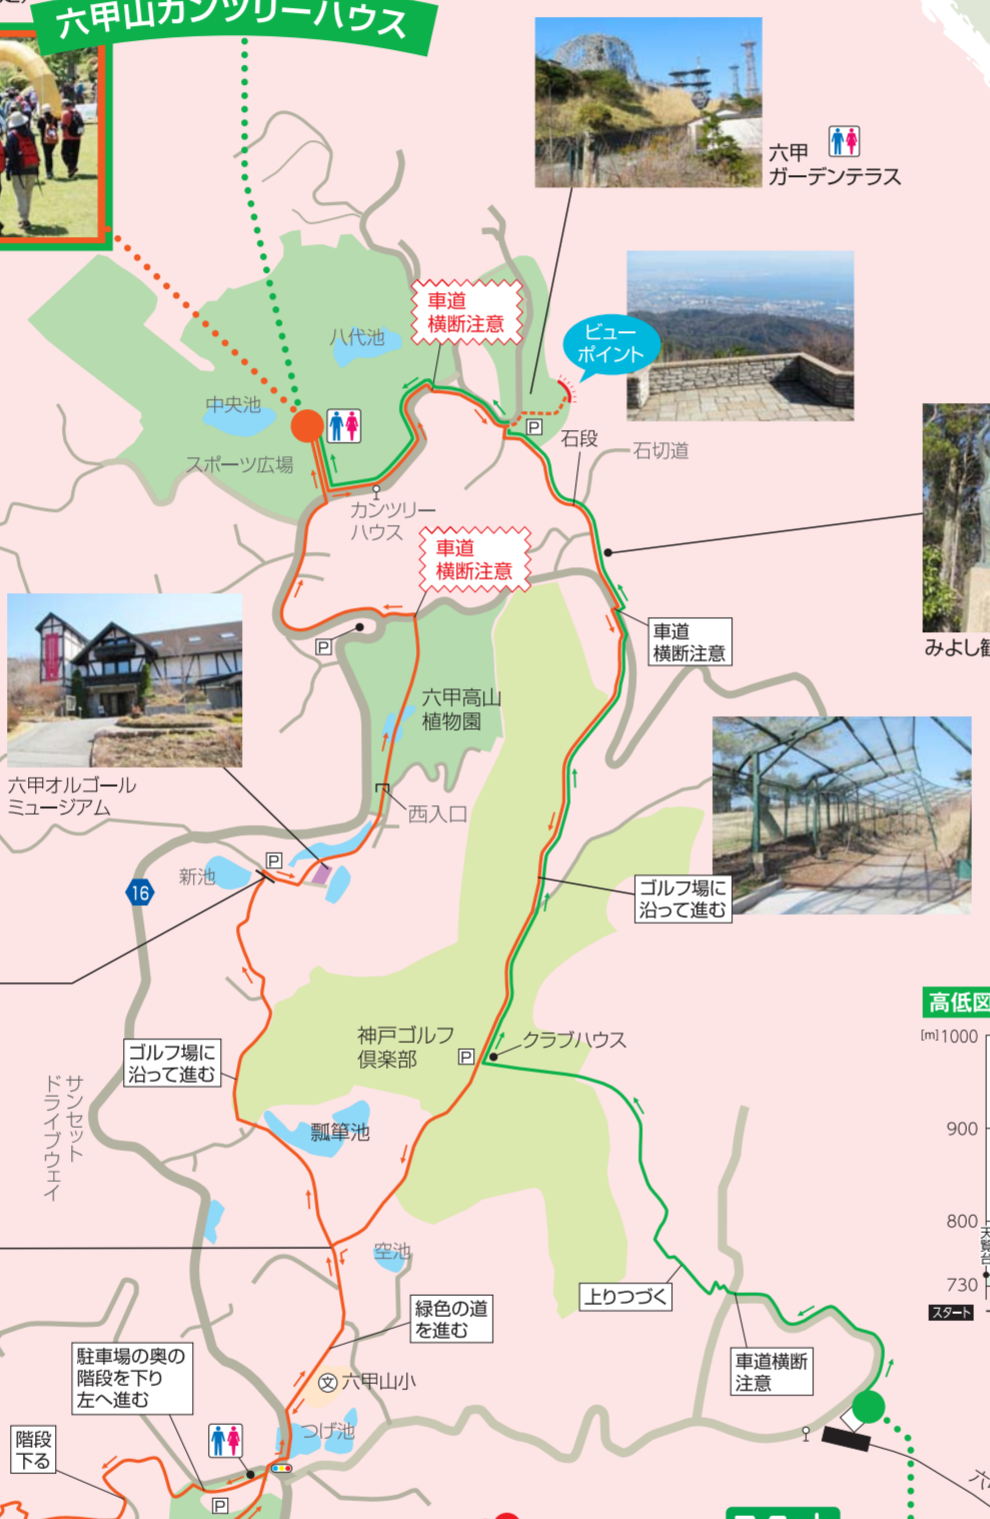 六甲山カンツリーハウス
六甲
ガーデンテラス
車道
横断注意
八代池
ビュー
ポイント
中央池
P
石段
石切道
スポーツ広場
カンツリー
ハウス
車道
横断注意
車道
横断注意
P
みよし観
六甲高山
植物園
六甲オルゴール
ミュージアム
西入口
P
新池
16
ゴルフ場に
沿って進む
高低図
[m]1000
神戸ゴルフ
倶楽部
P
クラブハウス
ゴルフ場に
沿って進む
サンセット
ドライブウェイ
瓢箪池
900
800
天覧台
730
スタート
空池
上りつづく
緑色の道
を進む
駐車場の奥の
階段を下り
左へ進む
車道横断
注意
文 六甲山小
つげ池
階段
下る
P
六